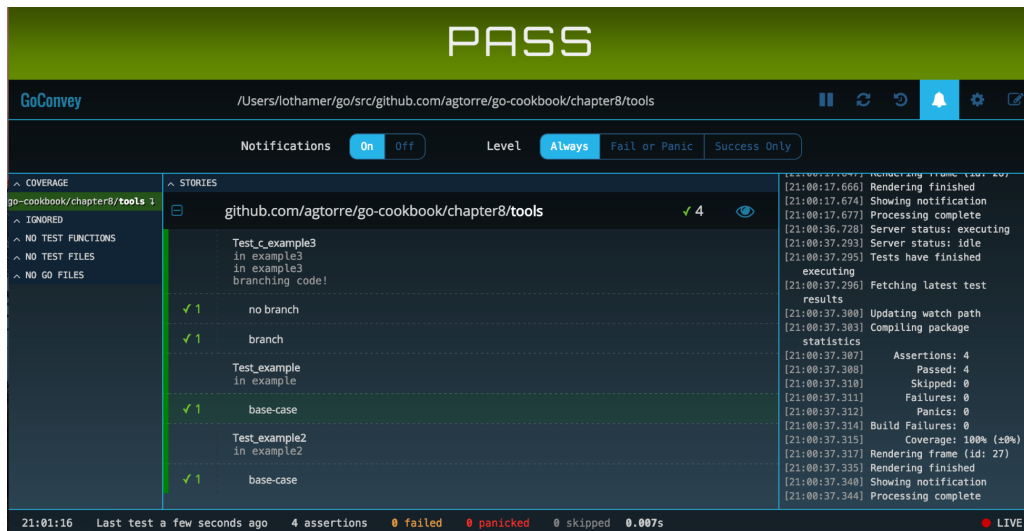 PASS
GoConvey
/Users/lothamer/go/src/github.com/agtorre/go-cookbook/chapter8/tools
Notifications On Off Level Always Fail or Panic Success Only
COVERAGE
go-cookbook/chapter8/tools
IGNORED
NO TEST FUNCTIONS
NO TEST FILES
NO GO FILES
STORIES
github.com/agtorre/go-cookbook/chapter8/tools ✓ 4
Test_c_example3
in example3
in example3
branching code!
✓ 1 no branch
✓ 1 branch
Test_example
in example
✓ 1 base-case
Test_example2
in example2
✓ 1 base-case
[21:00:17.647] Rendering frame (id: 26)
[21:00:17.666] Rendering finished
[21:00:17.674] Showing notification
[21:00:17.677] Processing complete
[21:00:36.728] Server status: executing
[21:00:37.293] Server status: idle
[21:00:37.295] Tests have finished
executing
[21:00:37.296] Fetching latest test
results
[21:00:37.300] Updating watch path
[21:00:37.303] Compiling package
statistics
[21:00:37.307] Assertions: 4
[21:00:37.308] Passed: 4
[21:00:37.310] Skipped: 0
[21:00:37.311] Failures: 0
[21:00:37.312] Panics: 0
[21:00:37.314] Build Failures: 0
[21:00:37.315] Coverage: 100% (±0%)
[21:00:37.317] Rendering frame (id: 27)
[21:00:37.335] Rendering finished
[21:00:37.340] Showing notification
[21:00:37.344] Processing complete
21:01:16 Last test a few seconds ago 4 assertions 0 failed 0 panicked 0 skipped 0.007s LIVE